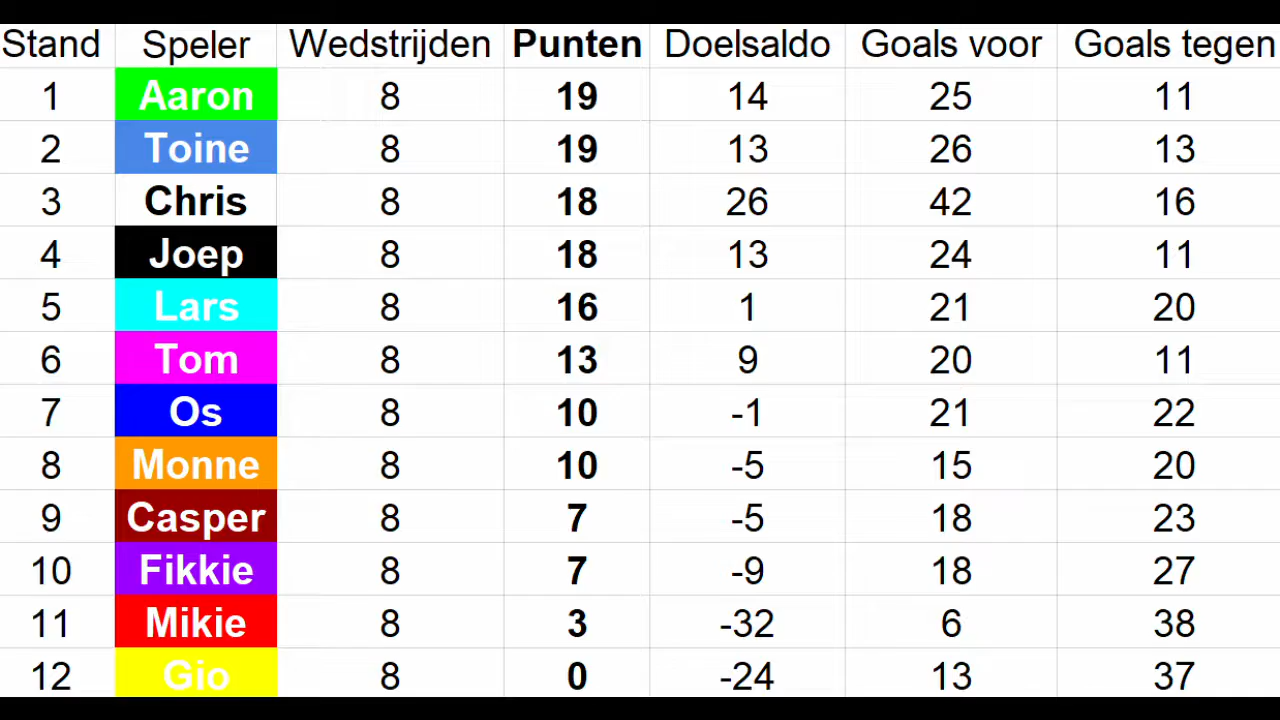 Stand Speler Wedstrijden Punten Doelsaldo Goals voor Goals tegen
1 Aaron 8 19 14 25 11
2 Toine 8 19 13 26 13
3 Chris 8 18 26 42 16
4 Joep 8 18 13 24 11
5 Lars 8 16 1 21 20
6 Tom 8 13 9 20 11
7 Os 8 10 -1 21 22
8 Monne 8 10 -5 15 20
9 Casper 8 7 -5 18 23
10 Fikkie 8 7 -9 18 27
11 Mikie 8 3 -32 6 38
12 Gio 8 0 -24 13 37